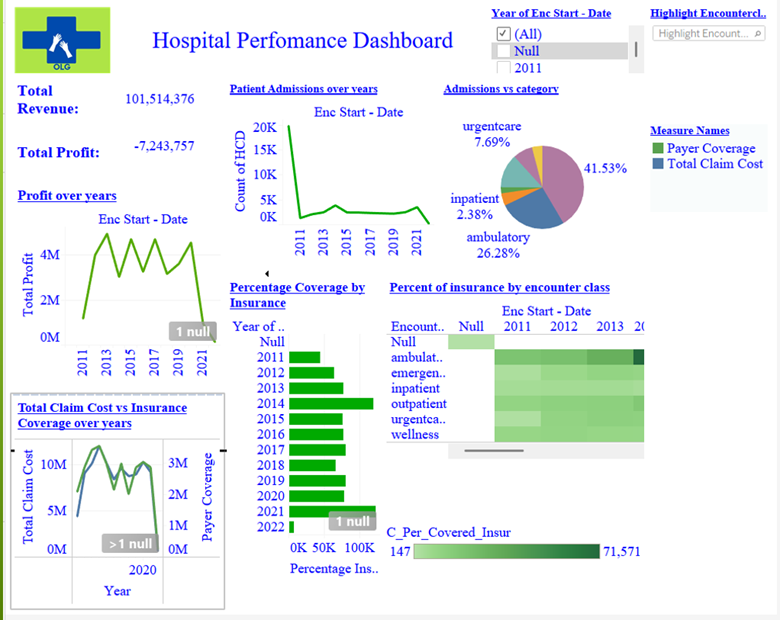 OLG
Hospital Perfomance Dashboard
Year of Enc Start - Date
(All)
Null
2011
Highlight Encountercl..
Highlight Encount...
Total
Revenue:
101,514,376
Total Profit:
-7,243,757
Patient Admissions over years
Enc Start - Date
Count of HCD
20K
15K
10K
5K
0K
2011
2013
2015
2017
2019
2021
Admissions vs category
urgentcare
7.69%
41.53%
inpatient
2.38%
ambulatory
26.28%
Measure Names
Payer Coverage
Total Claim Cost
Profit over years
Enc Start - Date
Total Profit
4M
2M
0M
1 null
2011
2013
2015
2017
2019
2021
Percentage Coverage by
Insurance
Year of ..
Null
2011
2012
2013
2014
2015
2016
2017
2018
2019
2020
2021
2022
1 null
0K 50K 100K
Percentage Ins..
Percent of insurance by encounter class
Enc Start - Date
Encount.. Null 2011 2012 2013 20
Null
ambulat..
emergen..
inpatient
outpatient
urgentca..
wellness
C_Per_Covered_Insur
147 71,571
Total Claim Cost vs Insurance
Coverage over years
Total Claim Cost
10M
5M
0M
3M
2M
1M
0M
Payer Coverage
>1 null
2020
Year